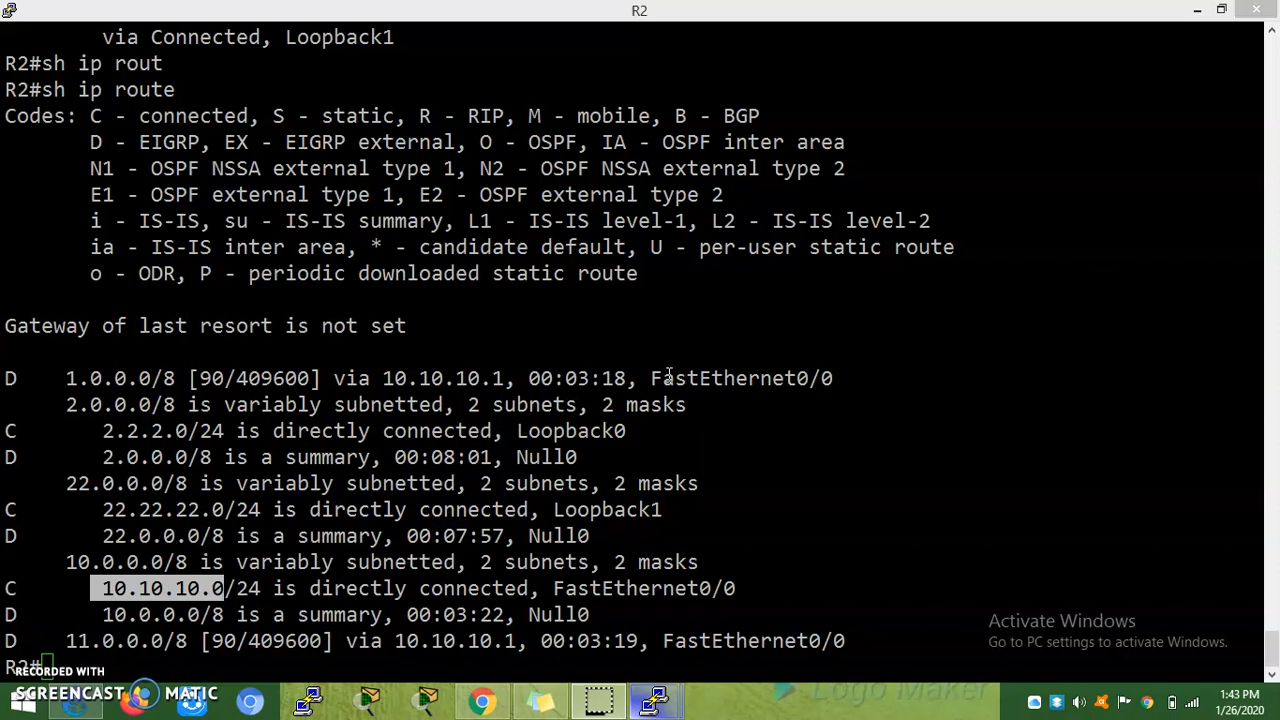 R2
via Connected, Loopback1
R2#sh ip rout
R2#sh ip route
Codes: C - connected, S - static, R - RIP, M - mobile, B - BGP
D - EIGRP, EX - EIGRP external, O - OSPF, IA - OSPF inter area
N1 - OSPF NSSA external type 1, N2 - OSPF NSSA external type 2
E1 - OSPF external type 1, E2 - OSPF external type 2
i - IS-IS, su - IS-IS summary, L1 - IS-IS level-1, L2 - IS-IS level-2
ia - IS-IS inter area, * - candidate default, U - per-user static route
o - ODR, P - periodic downloaded static route
Gateway of last resort is not set
D 1.0.0.0/8 [90/409600] via 10.10.10.1, 00:03:18, FastEthernet0/0
2.0.0.0/8 is variably subnetted, 2 subnets, 2 masks
C 2.2.2.0/24 is directly connected, Loopback0
D 2.0.0.0/8 is a summary, 00:08:01, Null0
22.0.0.0/8 is variably subnetted, 2 subnets, 2 masks
C 22.22.22.0/24 is directly connected, Loopback1
D 22.0.0.0/8 is a summary, 00:07:57, Null0
10.0.0.0/8 is variably subnetted, 2 subnets, 2 masks
C 10.10.10.0/24 is directly connected, FastEthernet0/0
D 10.0.0.0/8 is a summary, 00:03:22, Null0
D 11.0.0.0/8 [90/409600] via 10.10.10.1, 00:03:19, FastEthernet0/0
R2#
Activate Windows
Go to PC settings to activate Windows.
RECORDED WITH
SCREENCAST MATIC
Logo Maker
1:43 PM
1/26/2020